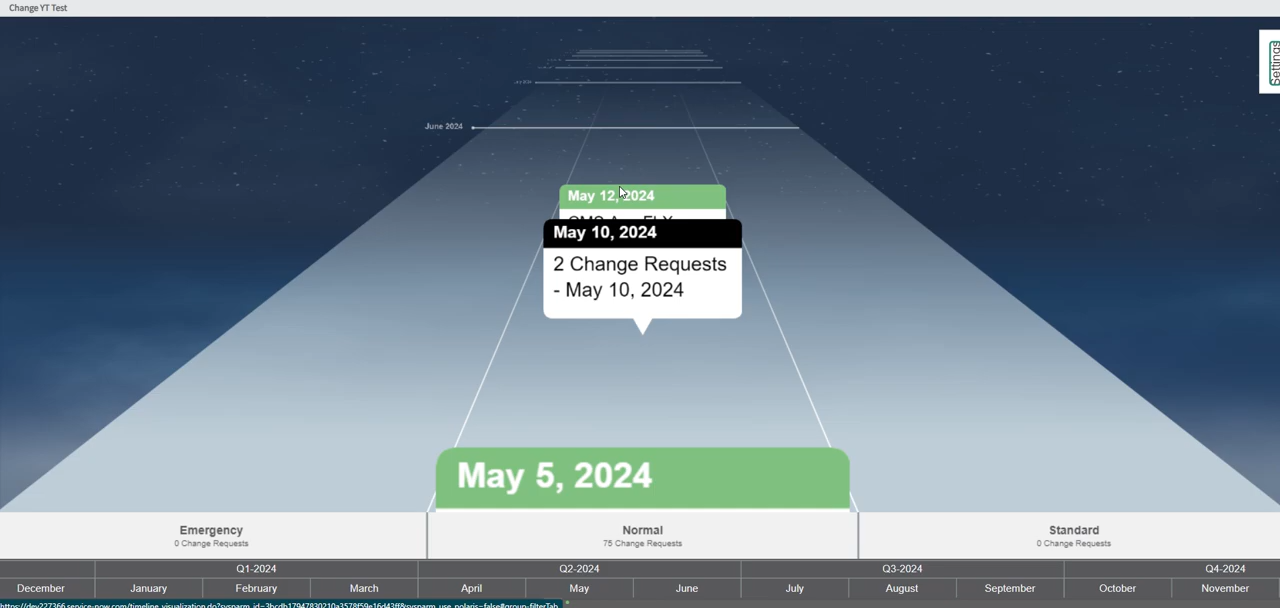 Change YT Test
Settings
June 2024
May 12, 2024
May 10, 2024
2 Change Requests
- May 10, 2024
May 5, 2024
Emergency
0 Change Requests
Normal
75 Change Requests
Standard
0 Change Requests
Q1-2024
Q2-2024
Q3-2024
Q4-2024
December
January
February
March
April
May
June
July
August
September
October
November